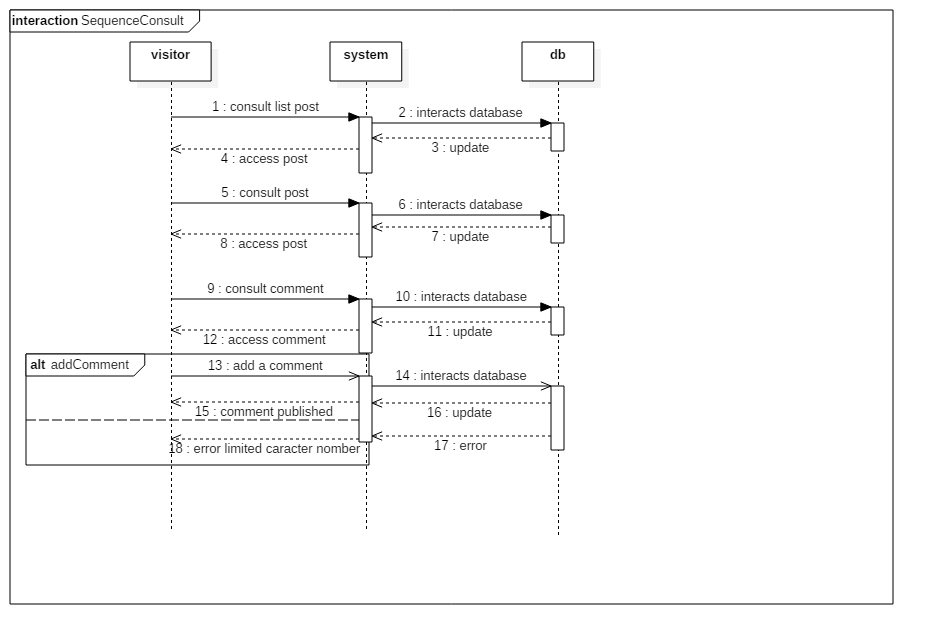 interaction SequenceConsult
visitor
system
db
1 : consult list post
2 : interacts database
3 : update
4 : access post
5 : consult post
6 : interacts database
7 : update
8 : access post
9 : consult comment
10 : interacts database
11 : update
12 : access comment
alt addComment
13 : add a comment
14 : interacts database
15 : comment published
16 : update
17 : error
18 : error limited caracter number